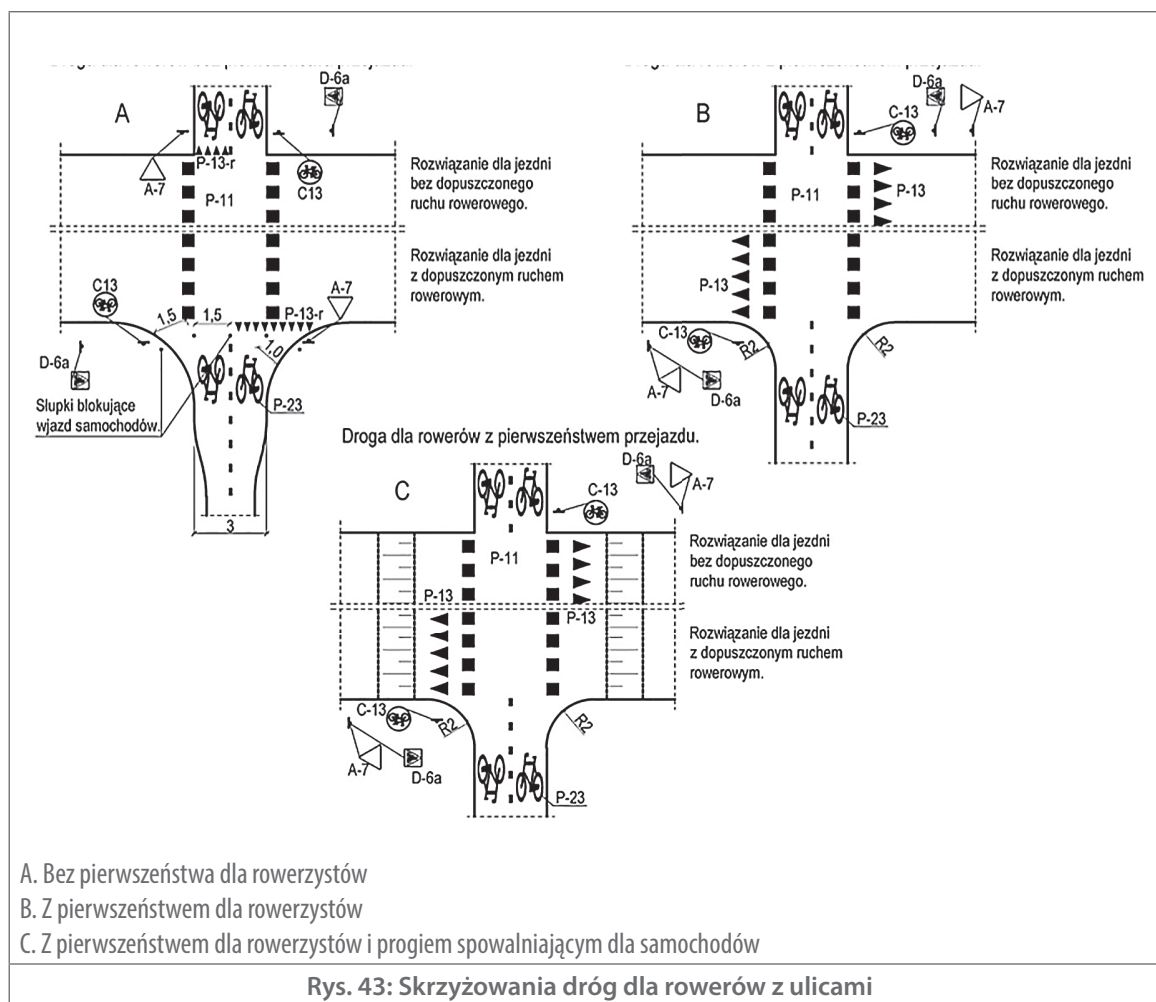 D-6a
A
A-7
P-13-r
C13
P-11
Rozwiązanie dla jezdni
bez dopuszczonego
ruchu rowerowego.
Rozwiązanie dla jezdni
z dopuszczonym ruchem
rowerowym.
C13
1,5
1,5
P-13-r
A-7
1,0
D-6a
P-23
Słupki blokujące
wjazd samochodów.
3
B
D-6a
C-13
A-7
P-11
P-13
Rozwiązanie dla jezdni
bez dopuszczonego
ruchu rowerowego.
P-13
Rozwiązanie dla jezdni
z dopuszczonym ruchem
rowerowym.
C-13
R2
R2
A-7
D-6a
P-23
Droga dla rowerów z pierwszeństwem przejazdu.
C
D-6a
C-13
A-7
P-11
P-13
P-13
Rozwiązanie dla jezdni
bez dopuszczonego
ruchu rowerowego.
Rozwiązanie dla jezdni
z dopuszczonym ruchem
rowerowym.
C-13
R2
R2
A-7
D-6a
P-23
A. Bez pierwszeństwa dla rowerzystów
B. Z pierwszeństwem dla rowerzystów
C. Z pierwszeństwem dla rowerzystów i progiem spowalniającym dla samochodów
Rys. 43: Skrzyżowania dróg dla rowerów z ulicami